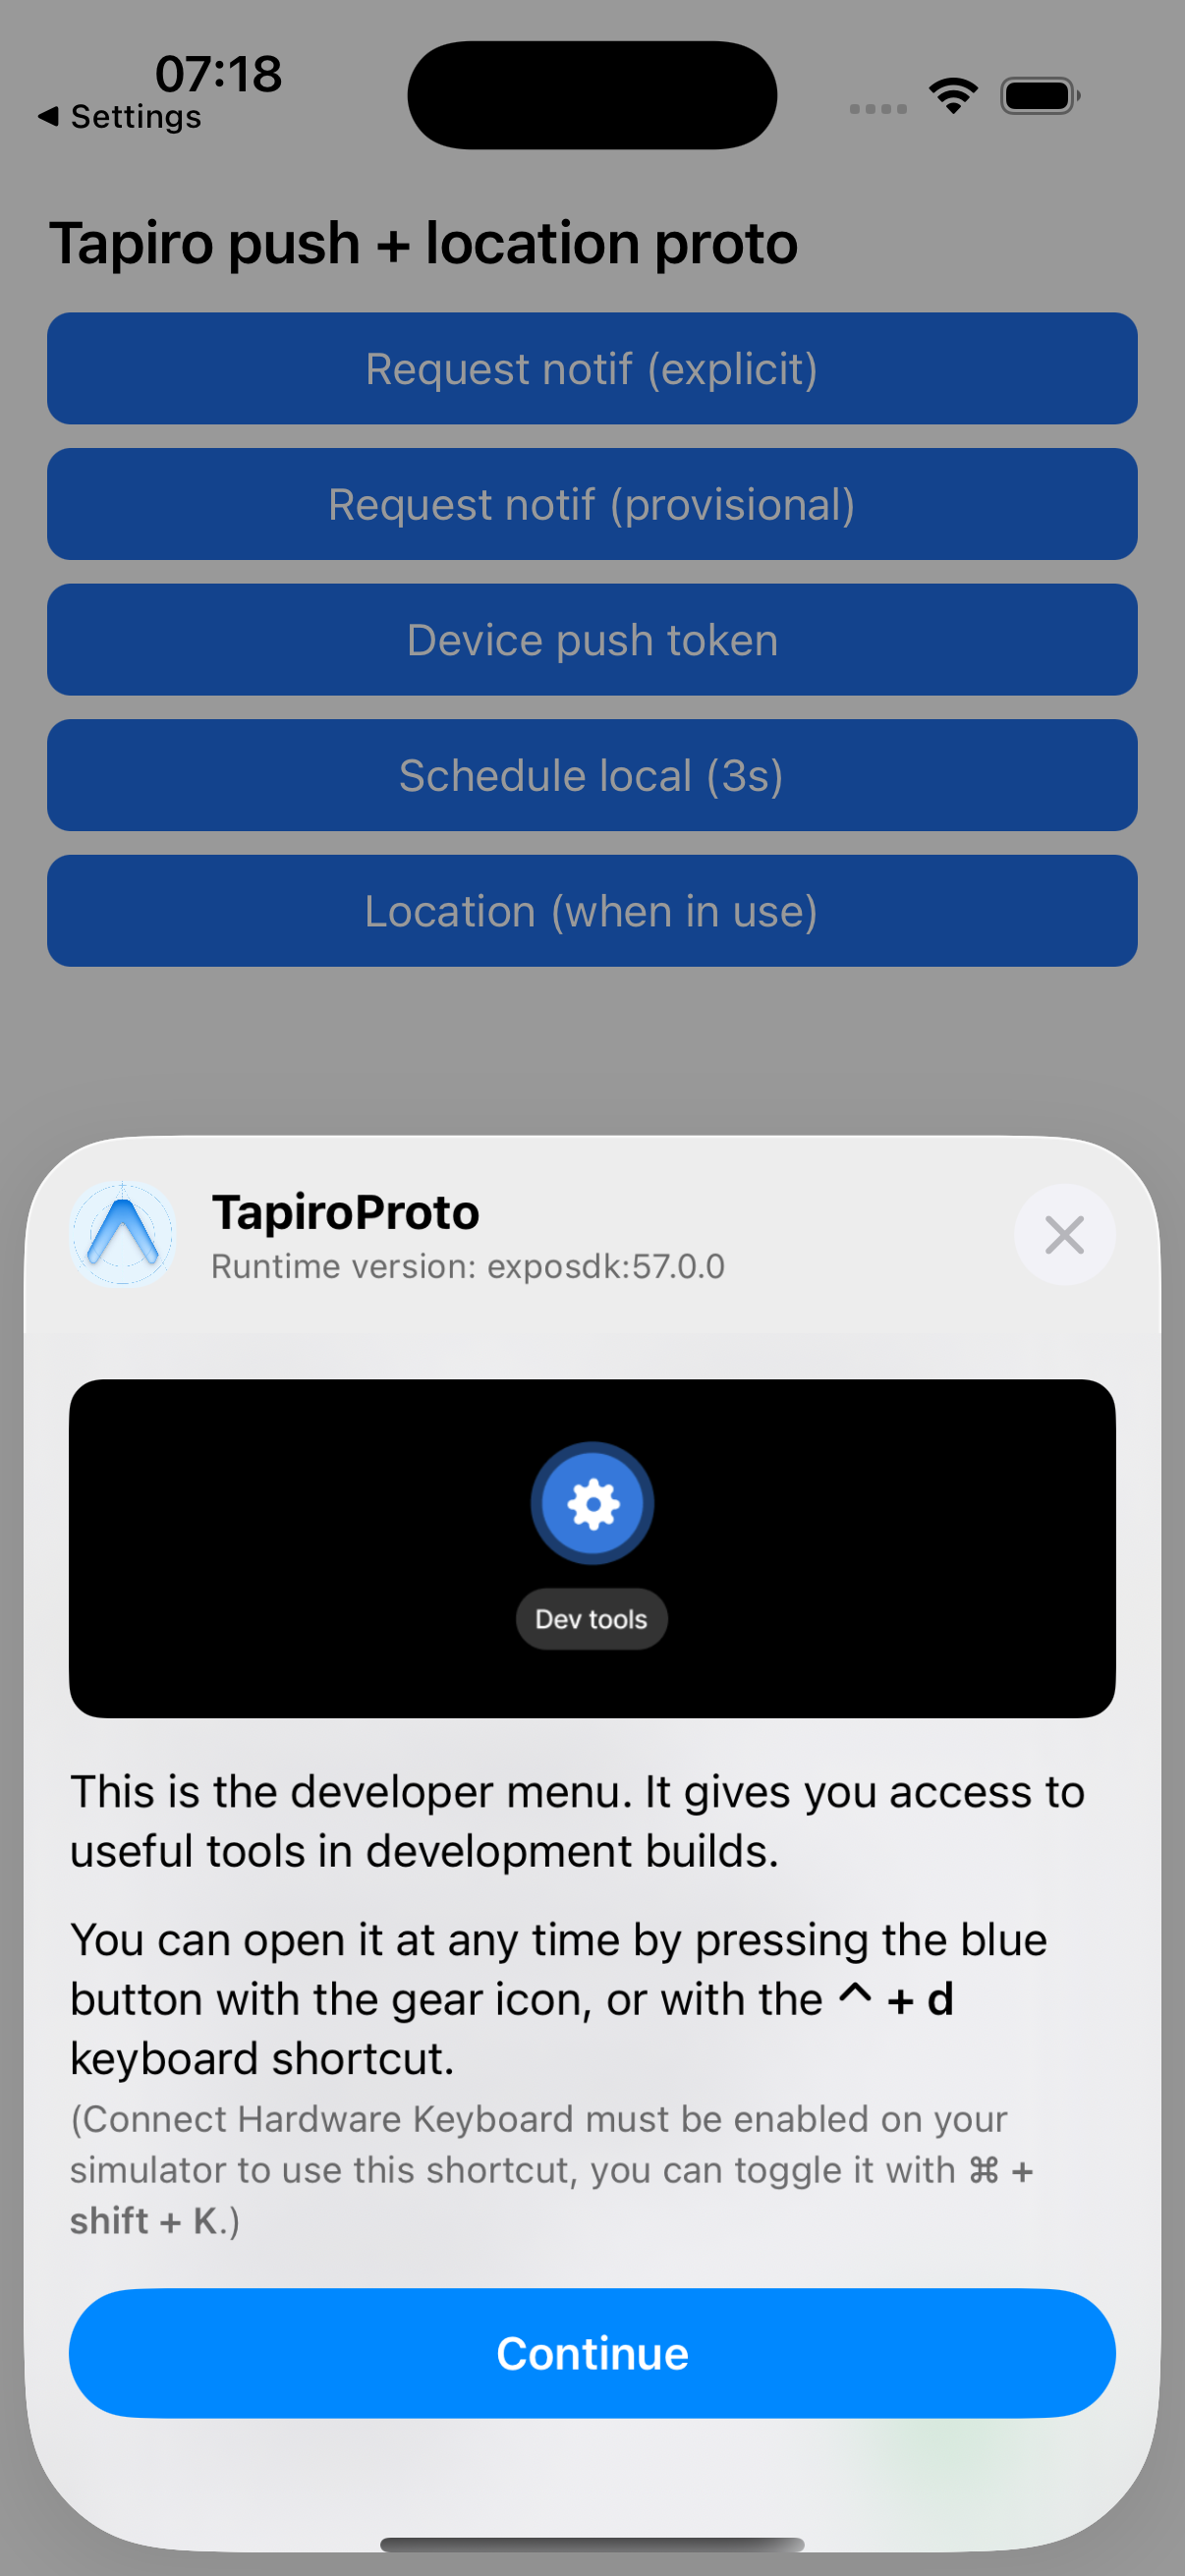 07:18
◀ Settings
Tapiro push + location proto
Request notif (explicit)
Request notif (provisional)
Device push token
Schedule local (3s)
Location (when in use)
TapiroProto
Runtime version: exposdk:57.0.0
Dev tools
This is the developer menu. It gives you access to
useful tools in development builds.
You can open it at any time by pressing the blue
button with the gear icon, or with the ^ + d
keyboard shortcut.
(Connect Hardware Keyboard must be enabled on your
simulator to use this shortcut, you can toggle it with ⌘ +
shift + K.)
Continue